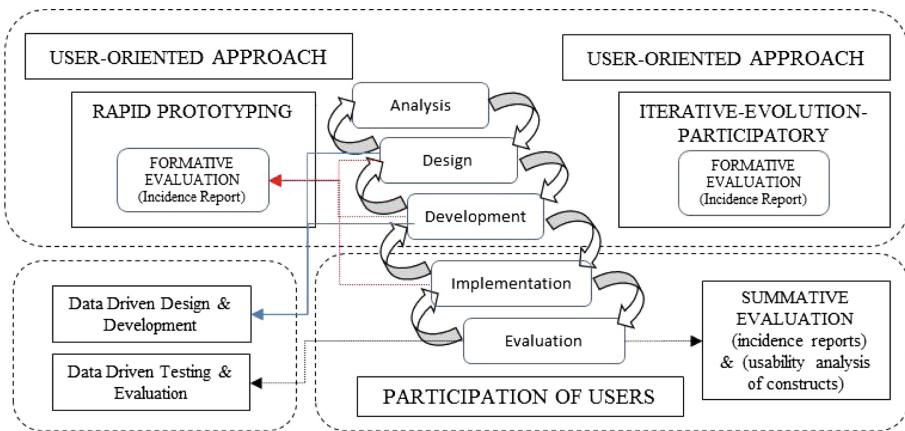 USER-ORIENTED APPROACH
USER-ORIENTED APPROACH
RAPID PROTOTYPING
FORMATIVE
EVALUATION
(Incidence Report)
Analysis
Design
Development
Implementation
Evaluation
ITERATIVE-EVOLUTION-
PARTICIPATORY
FORMATIVE
EVALUATION
(Incidence Report)
Data Driven Design &
Development
Data Driven Testing &
Evaluation
PARTICIPATION OF USERS
SUMMATIVE
EVALUATION
(incidence reports)
& (usability analysis
of constructs)